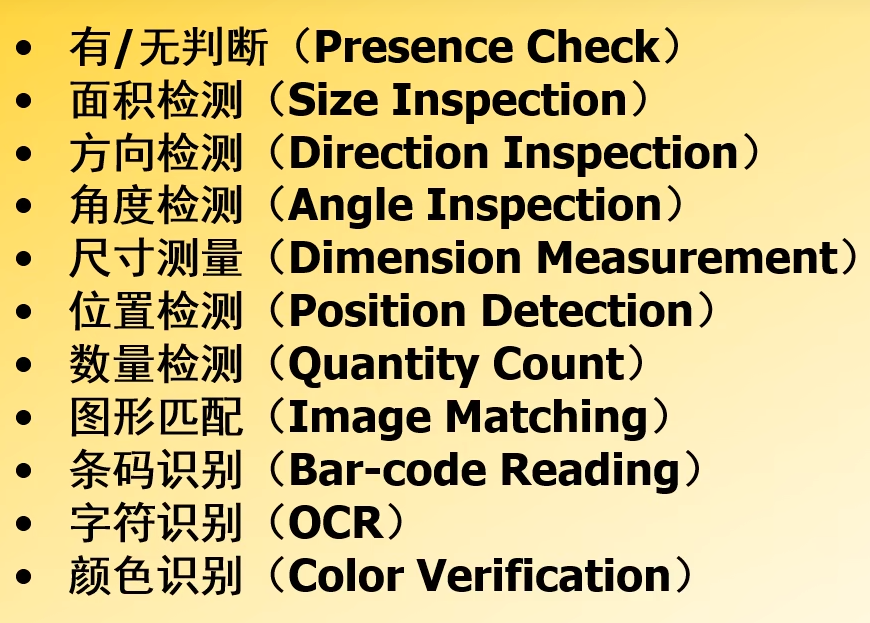 • 有/无判断（Presence Check）
• 面积检测（Size Inspection）
• 方向检测（Direction Inspection）
• 角度检测（Angle Inspection）
• 尺寸测量（Dimension Measurement）
• 位置检测（Position Detection）
• 数量检测（Quantity Count）
• 图形匹配（Image Matching）
• 条码识别（Bar-code Reading）
• 字符识别（OCR）
• 颜色识别（Color Verification）